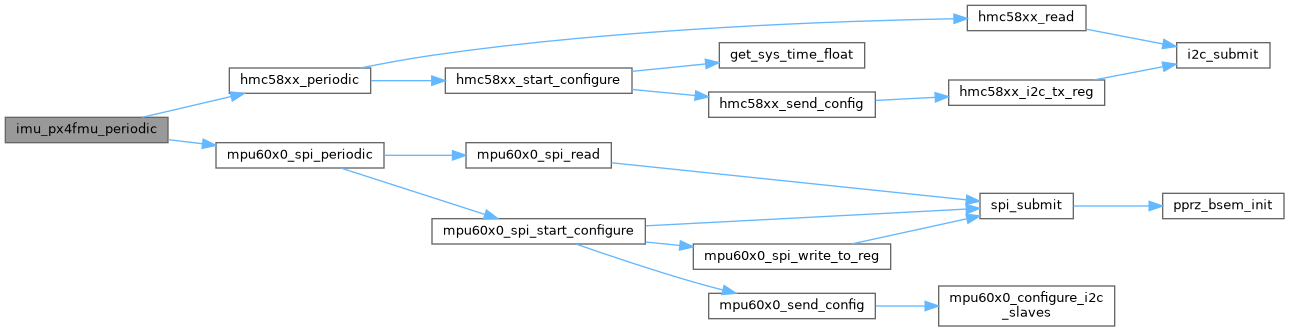 imu_px4fmu_periodic
hmc58xx_periodic
mpu60x0_spi_periodic
hmc58xx_start_configure
mpu60x0_spi_read
mpu60x0_spi_start_configure
get_sys_time_float
hmc58xx_send_config
mpu60x0_spi_write_to_reg
mpu60x0_send_config
hmc58xx_read
hmc58xx_i2c_tx_reg
spi_submit
mpu60x0_configure_i2c
_slaves
i2c_submit
pprz_bsem_init